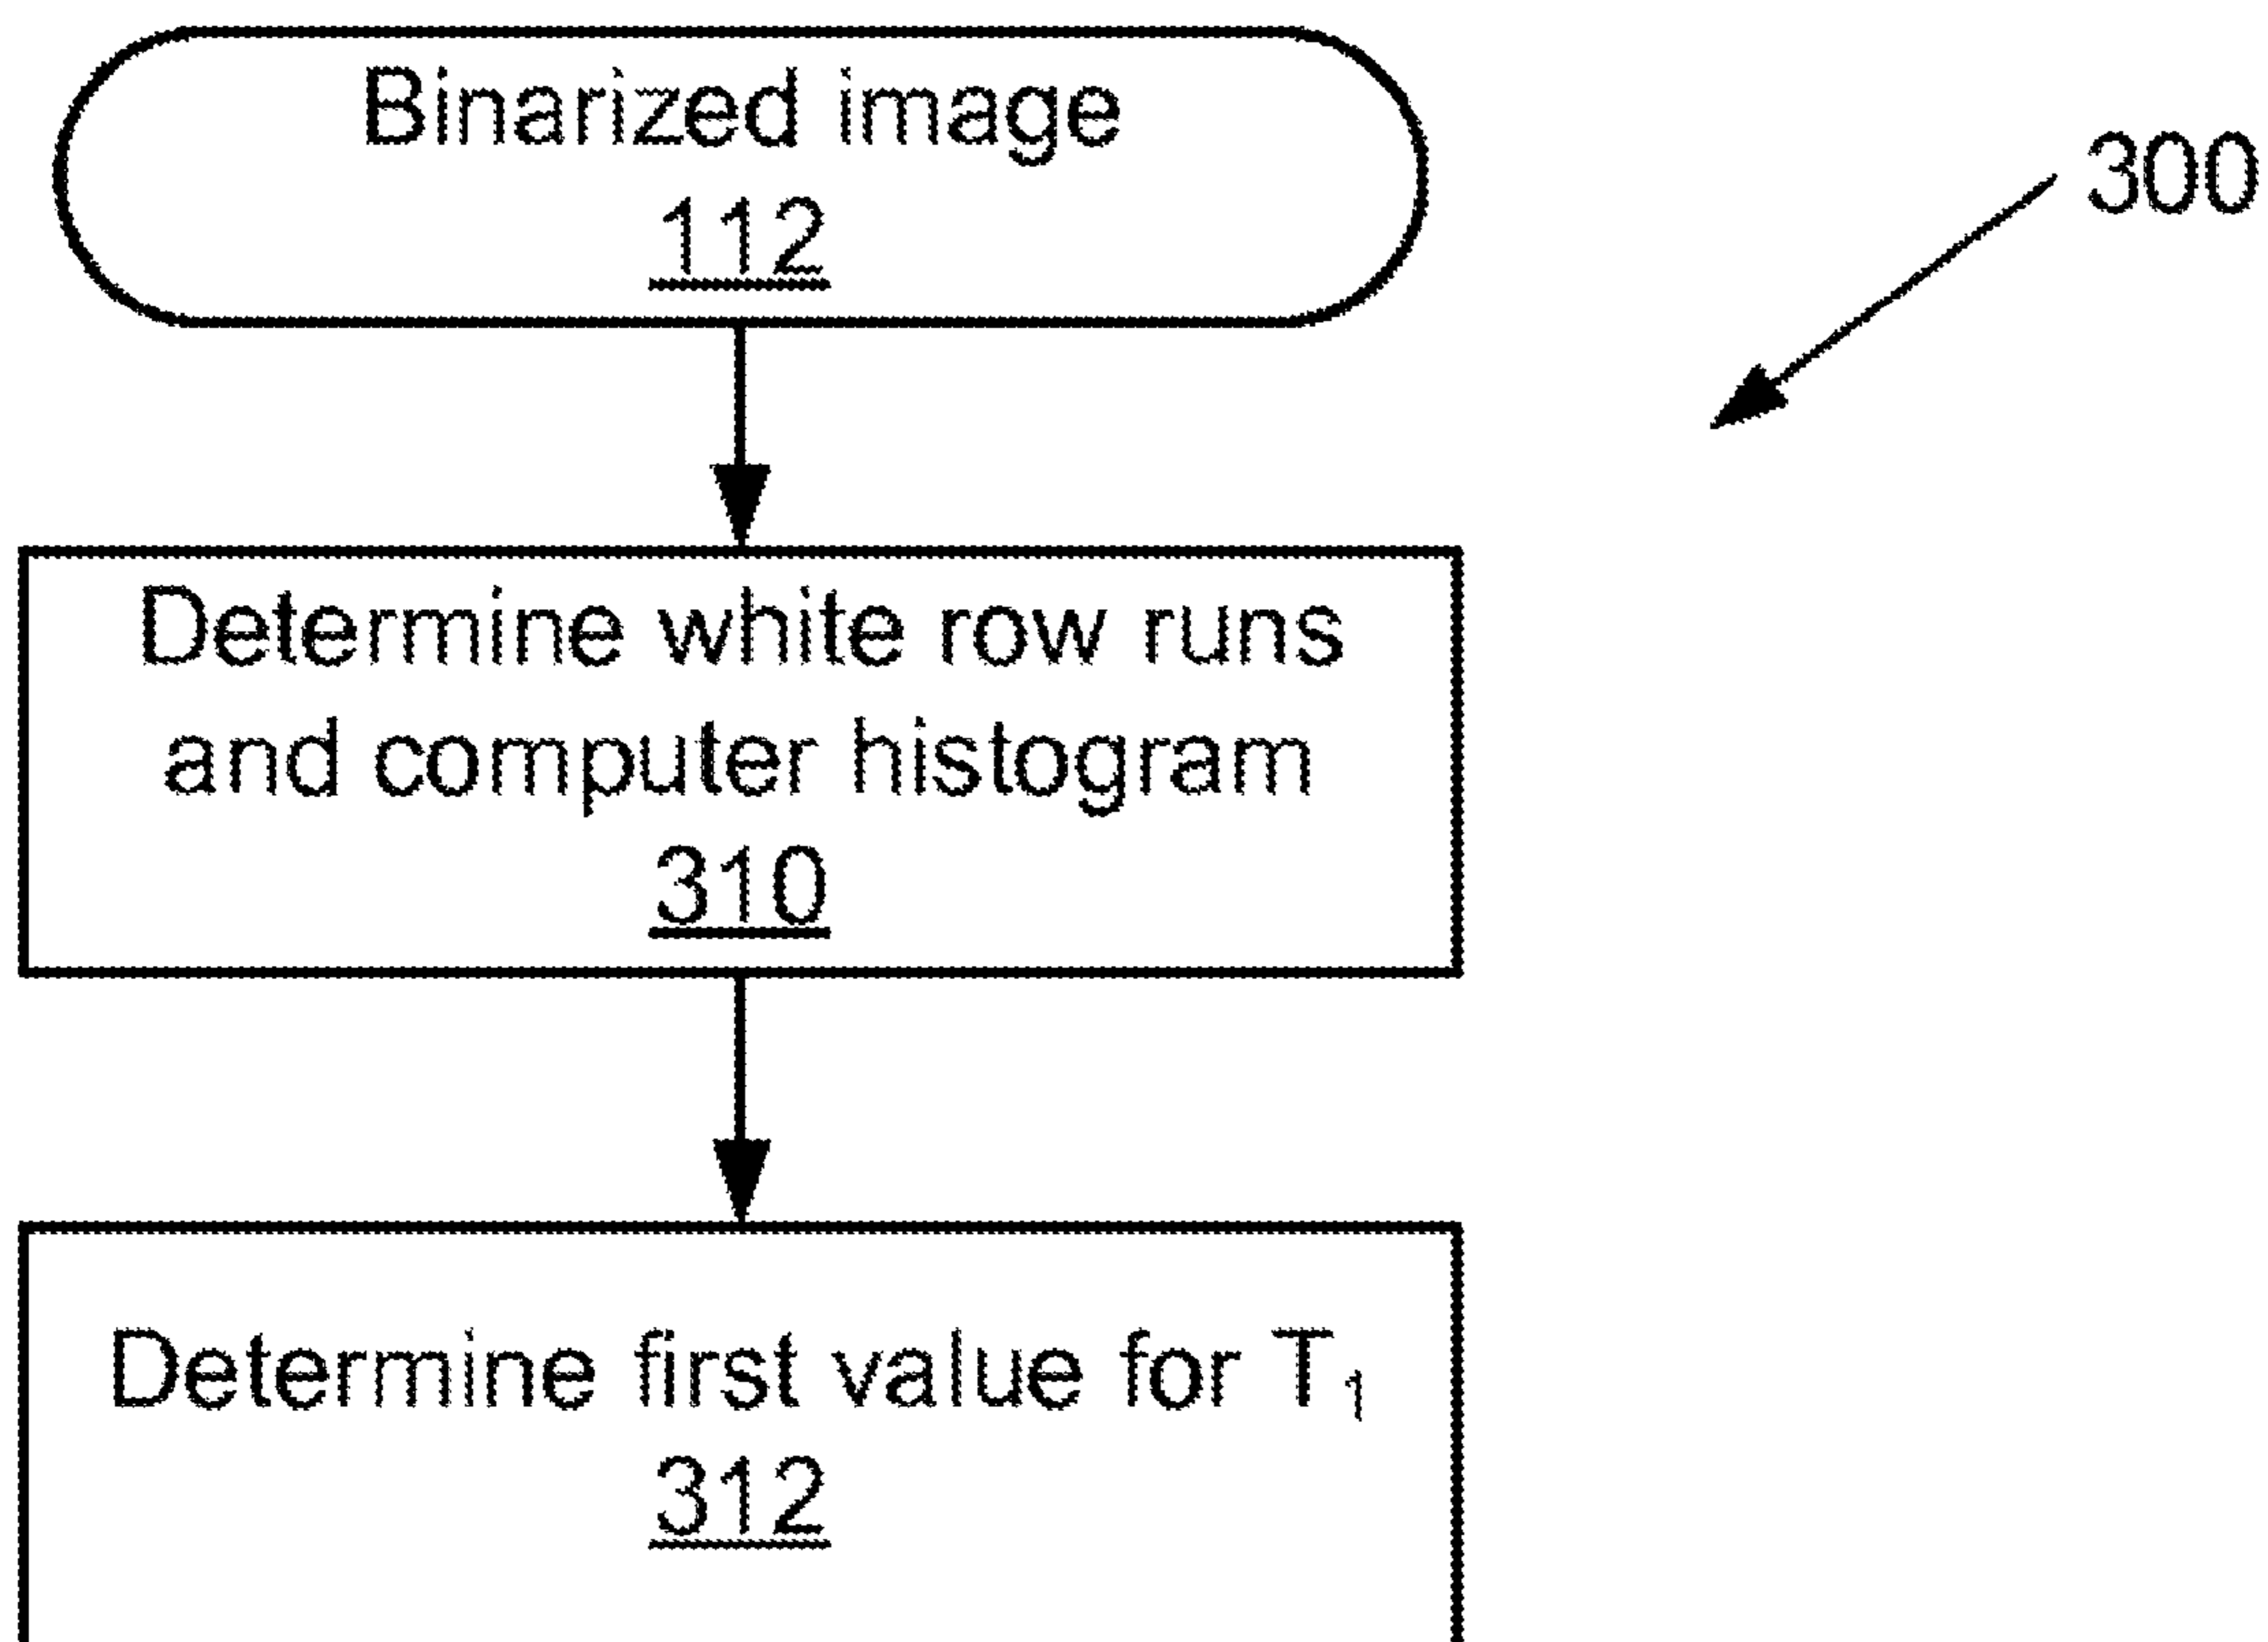 Binarized image
112
300
Determine white row runs
and computer histogram
310
Determine first value for T₁
312